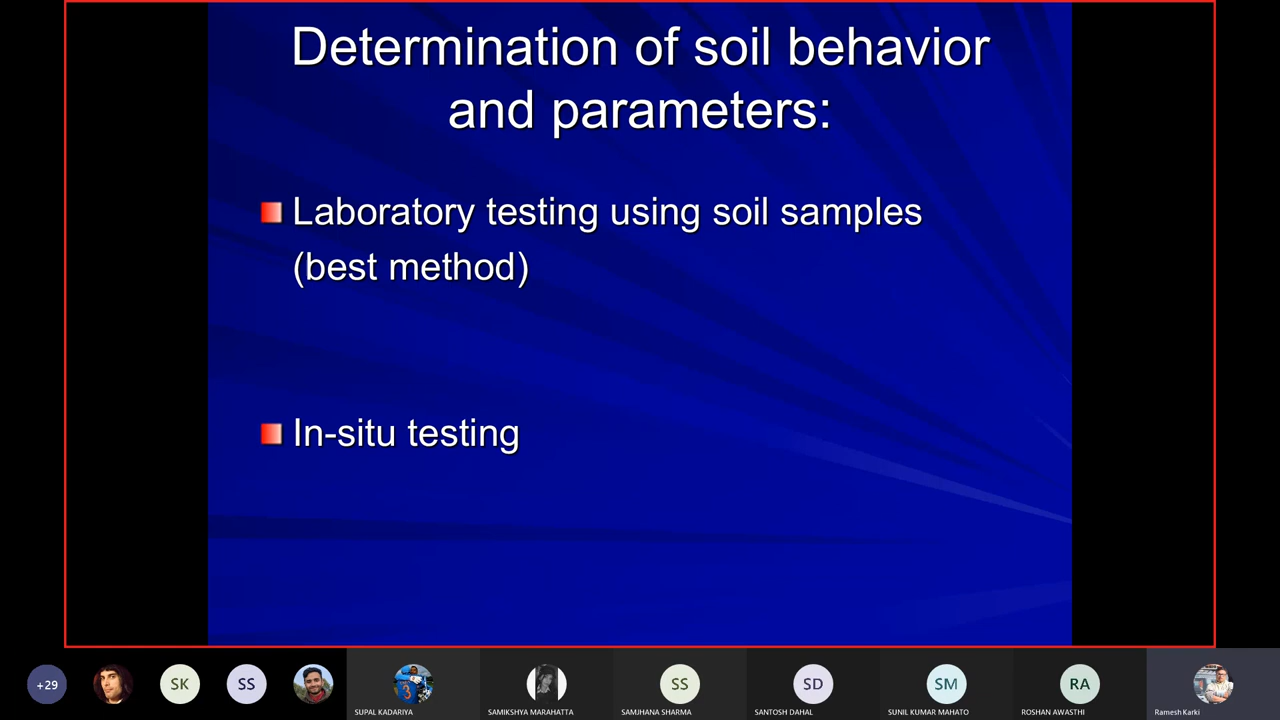 Determination of soil behavior
and parameters:
Laboratory testing using soil samples
(best method)
In-situ testing
+29
SK
SS
SUPAL KADARIYA
SAMIKSHYA MARAHATTA
SS
SAMJHANA SHARMA
SD
SANTOSH DAHAL
SM
SUNIL KUMAR MAHATO
RA
ROSHAN AWASTHI
Ramesh Karki